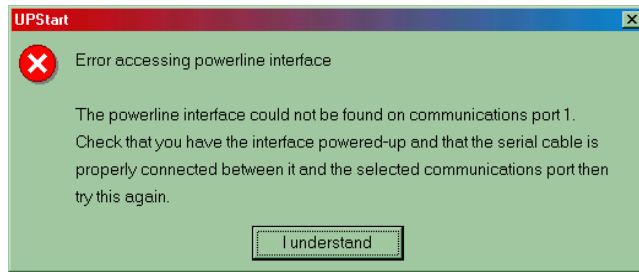 UPStart
Error accessing powerline interface
The powerline interface could not be found on communications port 1.
Check that you have the interface powered-up and that the serial cable is
properly connected between it and the selected communications port then
try this again.
I understand